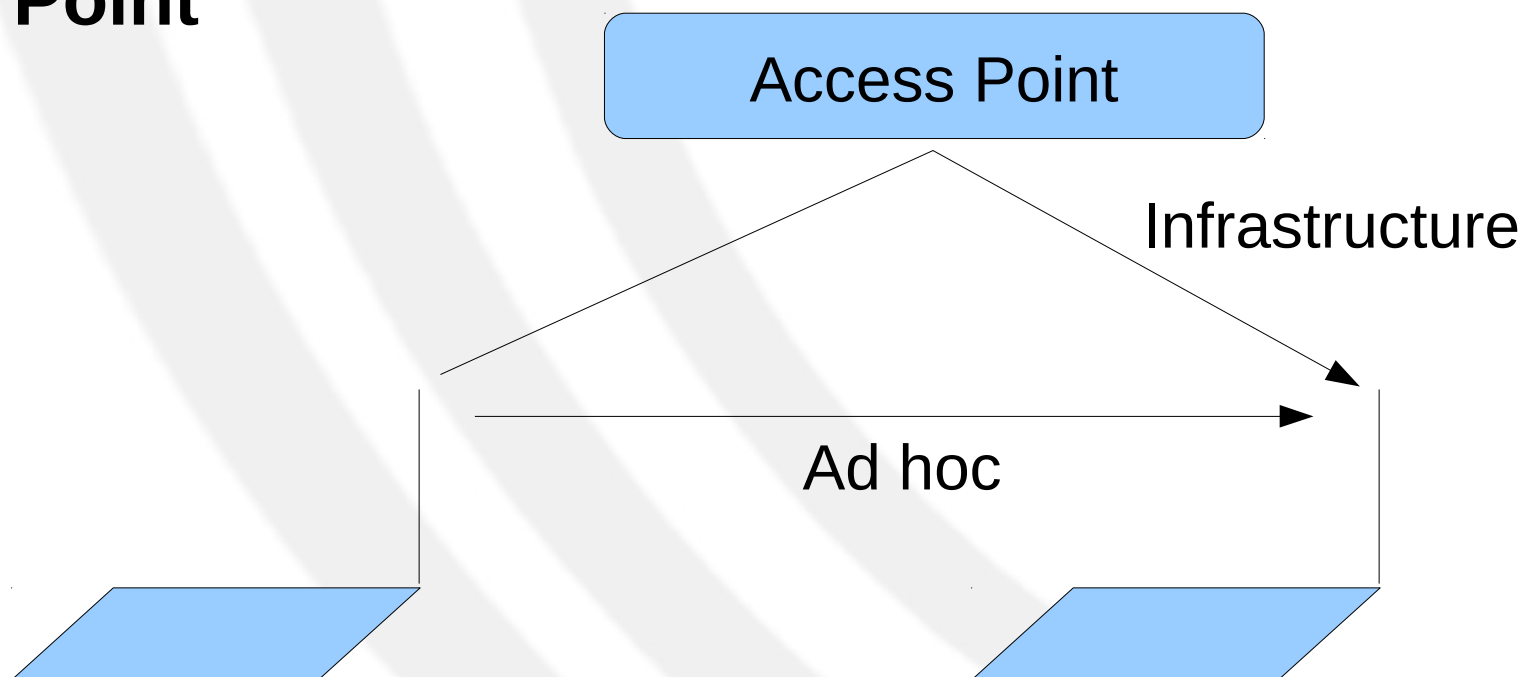 Point
Access Point
Infrastructure
Ad hoc